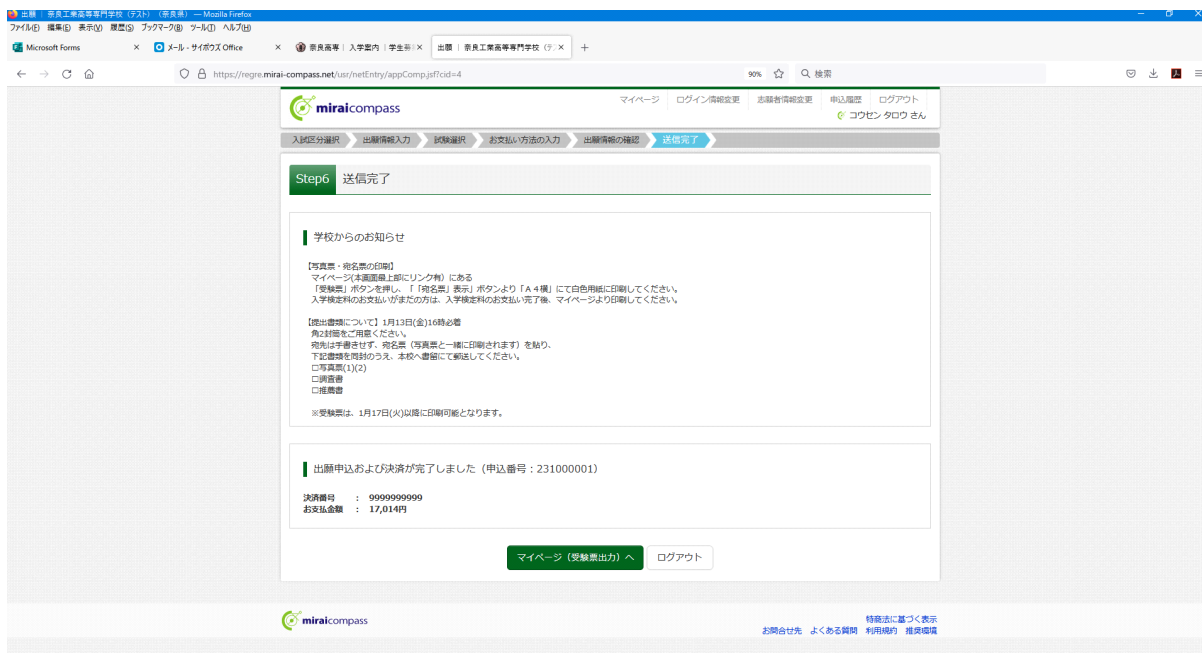 出願 | 奈良工業高等専門学校（テスト）（奈良県） — Mozilla Firefox
ファイル(F) 編集(E) 表示(V) 履歴(S) ブックマーク(B) ツール(T) ヘルプ(H)
Microsoft Forms × メール - サイボウズ Office × 奈良高専 | 入学案内 | 学生募 × 出願 | 奈良工業高等専門学校（テ × +
https://regre.mirai-compass.net/usr/netEntry/appComp.jsf?cid=4 90% 検索
miraicompass
マイページ ログイン情報変更 志願者情報変更 申込履歴 ログアウト
コウセン タロウ さん
入試区分選択 出願情報入力 試験選択 お支払い方法の入力 出願情報の確認 送信完了
Step6 送信完了
学校からのお知らせ
【写真票・宛名票の印刷】
マイページ(本画面最上部にリンク有）にある
「受験票」ボタンを押し、「「宛名票」表示」ボタンより「Ａ４横」にて白色用紙に印刷してください。
入学検定料のお支払いがまだの方は、入学検定料のお支払い完了後、マイページより印刷してください。
【提出書類について】1月13日(金)16時必着
角2封筒をご用意ください。
宛先は手書きせず、宛名票（写真票と一緒に印刷されます）を貼り、
下記書類を同封のうえ、本校へ書留にて郵送してください。
□写真票(1)(2)
□調査書
□推薦書
※受験票は、1月17日(火)以降に印刷可能となります。
出願申込および決済が完了しました（申込番号：231000001）
決済番号 ： 9999999999
お支払金額 ： 17,014円
マイページ（受験票出力）へ ログアウト
miraicompass
特商法に基づく表示
お問合せ先 よくある質問 利用規約 推奨環境